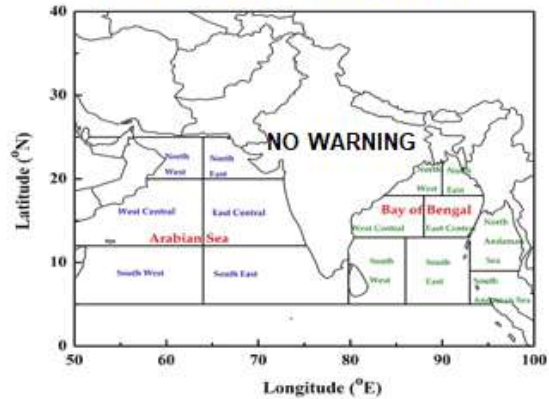 40
30
20
10
0
Latitude (°N)
NO WARNING
North
West
North
East
West Central
East Central
Arabian Sea
South West
South East
North
West
North
East
Bay of Bengal
West Central
East Central
South
West
South
East
North
Andaman
Sea
South
Andaman Sea
50
60
70
80
90
100
Longitude (°E)